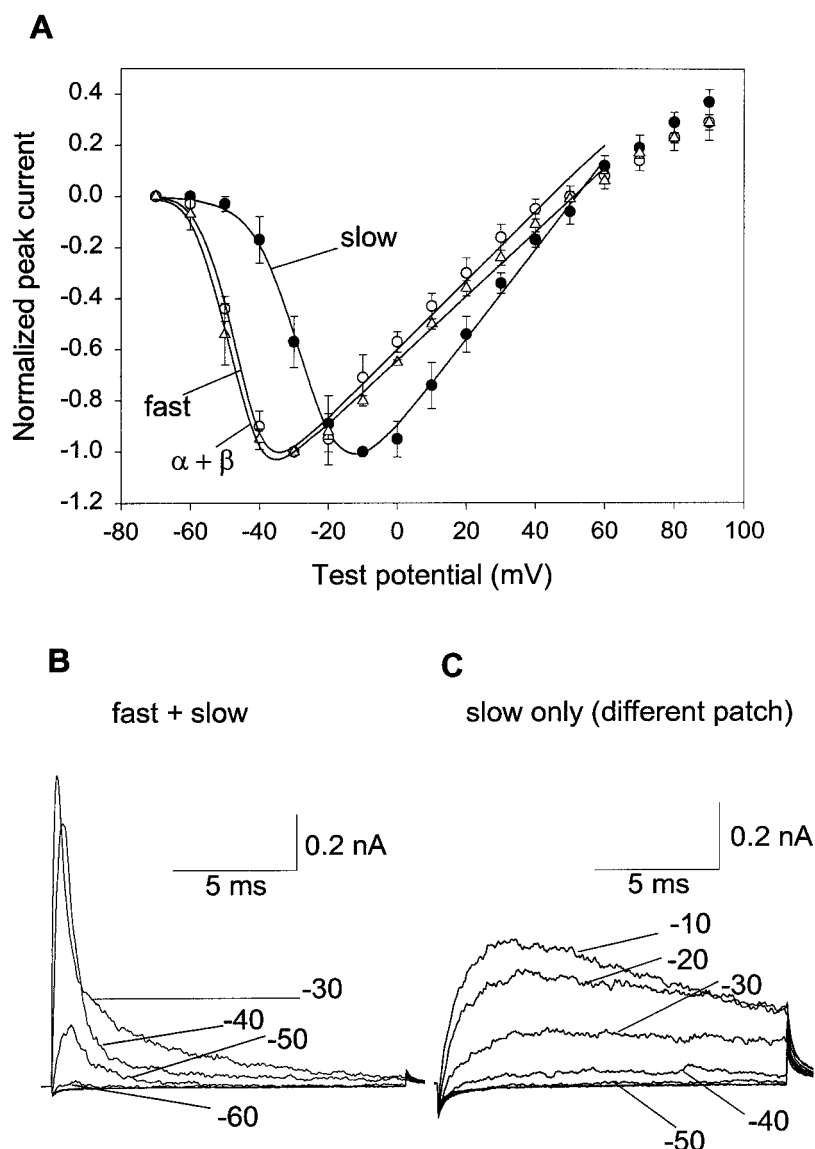 A
Normalized peak current
0.4
0.2
0.0
-0.2
-0.4
-0.6
-0.8
-1.0
-1.2
slow
fast
α + β
-80 -60 -40 -20 0 20 40 60 80 100
Test potential (mV)
B
fast + slow
0.2 nA
5 ms
-30
-40
-50
-60
C
slow only (different patch)
0.2 nA
5 ms
-10
-20
-30
-40
-50